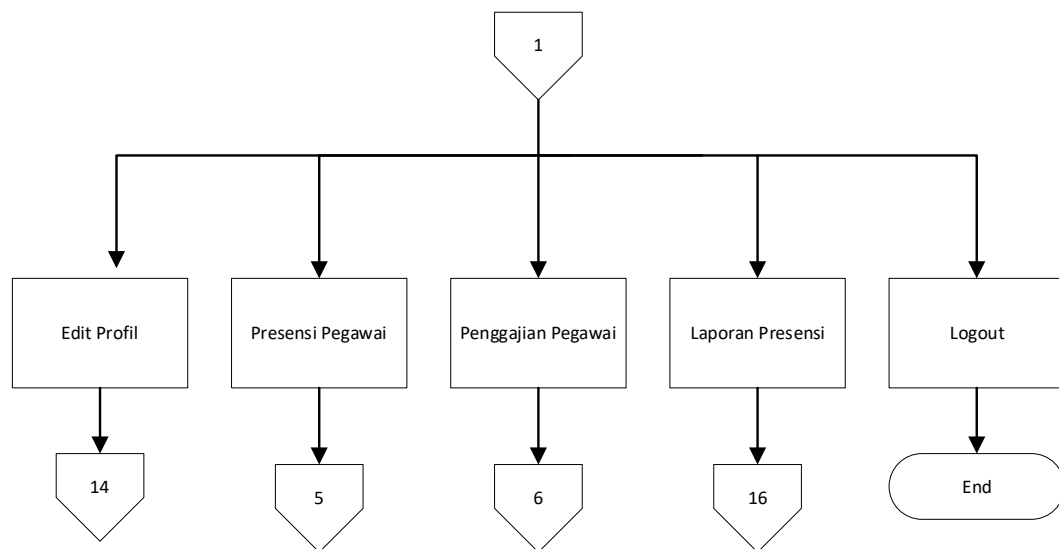 1
Edit Profil
Presensi Pegawai
Penggajian Pegawai
Laporan Presensi
Logout
14
5
6
16
End